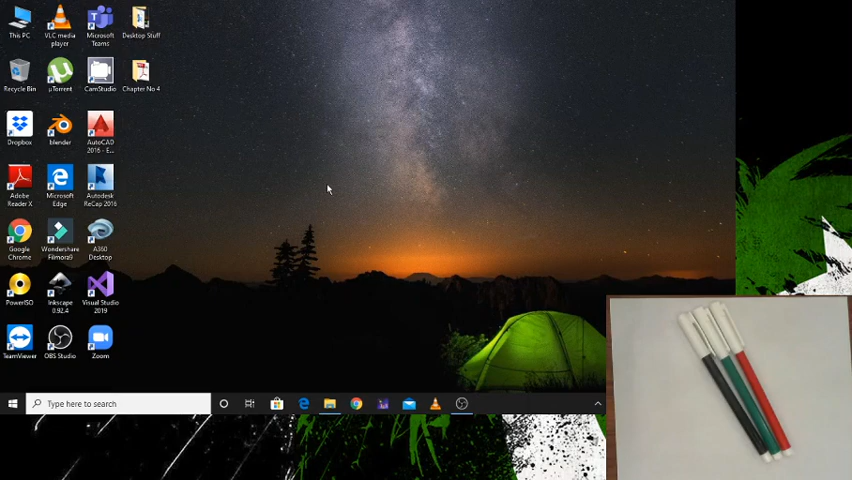 This PC
VLC media
player
Microsoft
Teams
Desktop Stuff
Recycle Bin
µTorrent
CamStudio
Chapter No 4
Dropbox
blender
AutoCAD
2016 - E...
Adobe
Reader X
Microsoft
Edge
Autodesk
ReCap 2016
Google
Chrome
Wondershare
Filmora9
A360
Desktop
PowerISO
Inkscape
0.92.4
Visual Studio
2019
TeamViewer
OBS Studio
Zoom
Type here to search